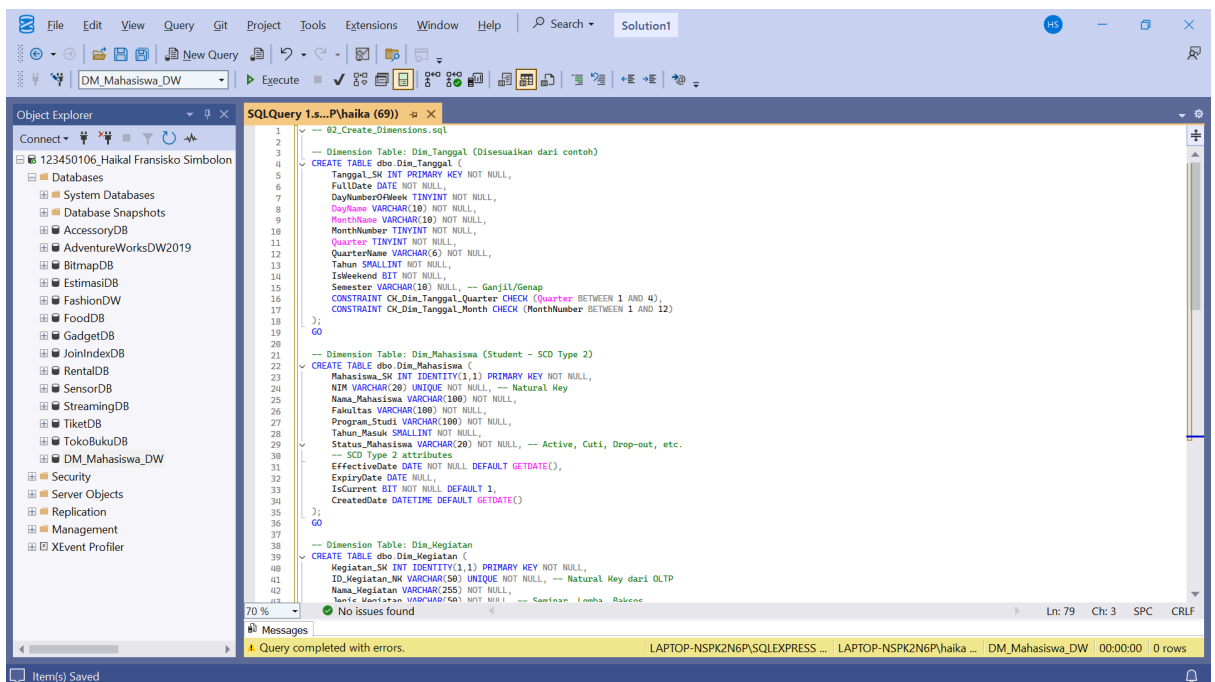 File Edit View Query Git Project Tools Extensions Window Help Search Solution1 HS
New Query
DM_Mahasiswa_DW Execute
Object Explorer
Connect
123450106_Haikal Fransisko Simbolon
Databases
System Databases
Database Snapshots
AccessoryDB
AdventureWorksDW2019
BitmapDB
EstimasiDB
FashionDW
FoodDB
GadgetDB
JoinIndexDB
RentalDB
SensorDB
StreamingDB
TiketDB
TokoBukuDB
DM_Mahasiswa_DW
Security
Server Objects
Replication
Management
XEvent Profiler
SQLQuery 1.s...P\haika (69))
1 -- 02_Create_Dimensions.sql
2
3 -- Dimension Table: Dim_Tanggal (Disesuaikan dari contoh)
4 CREATE TABLE dbo.Dim_Tanggal (
5 Tanggal_SK INT PRIMARY KEY NOT NULL,
6 FullDate DATE NOT NULL,
7 DayNumberOfWeek TINYINT NOT NULL,
8 DayName VARCHAR(10) NOT NULL,
9 MonthName VARCHAR(10) NOT NULL,
10 MonthNumber TINYINT NOT NULL,
11 Quarter TINYINT NOT NULL,
12 QuarterName VARCHAR(6) NOT NULL,
13 Tahun SMALLINT NOT NULL,
14 IsWeekend BIT NOT NULL,
15 Semester VARCHAR(10) NULL, -- Ganjil/Genap
16 CONSTRAINT CK_Dim_Tanggal_Quarter CHECK (Quarter BETWEEN 1 AND 4),
17 CONSTRAINT CK_Dim_Tanggal_Month CHECK (MonthNumber BETWEEN 1 AND 12)
18 );
19 GO
20
21 -- Dimension Table: Dim_Mahasiswa (Student - SCD Type 2)
22 CREATE TABLE dbo.Dim_Mahasiswa (
23 Mahasiswa_SK INT IDENTITY(1,1) PRIMARY KEY NOT NULL,
24 NIM VARCHAR(20) UNIQUE NOT NULL, -- Natural Key
25 Nama_Mahasiswa VARCHAR(100) NOT NULL,
26 Fakultas VARCHAR(100) NOT NULL,
27 Program_Studi VARCHAR(100) NOT NULL,
28 Tahun_Masuk SMALLINT NOT NULL,
29 Status_Mahasiswa VARCHAR(20) NOT NULL, -- Active, Cuti, Drop-out, etc.
30 -- SCD Type 2 attributes
31 EffectiveDate DATE NOT NULL DEFAULT GETDATE(),
32 ExpiryDate DATE NULL,
33 IsCurrent BIT NOT NULL DEFAULT 1,
34 CreatedDate DATETIME DEFAULT GETDATE()
35 );
36 GO
37
38 -- Dimension Table: Dim_Kegiatan
39 CREATE TABLE dbo.Dim_Kegiatan (
40 Kegiatan_SK INT IDENTITY(1,1) PRIMARY KEY NOT NULL,
41 ID_Kegiatan_NK VARCHAR(50) UNIQUE NOT NULL, -- Natural Key dari OLTP
42 Nama_Kegiatan VARCHAR(255) NOT NULL,
43 Jenis_Kegiatan VARCHAR(50) NOT NULL, -- Seminar, Lomba, Baksos
70 % No issues found Ln: 79 Ch: 3 SPC CRLF
Messages
Query completed with errors. LAPTOP-NSPK2N6P\SQLEXPRESS ... LAPTOP-NSPK2N6P\haika ... DM_Mahasiswa_DW 00:00:00 0 rows
Item(s) Saved